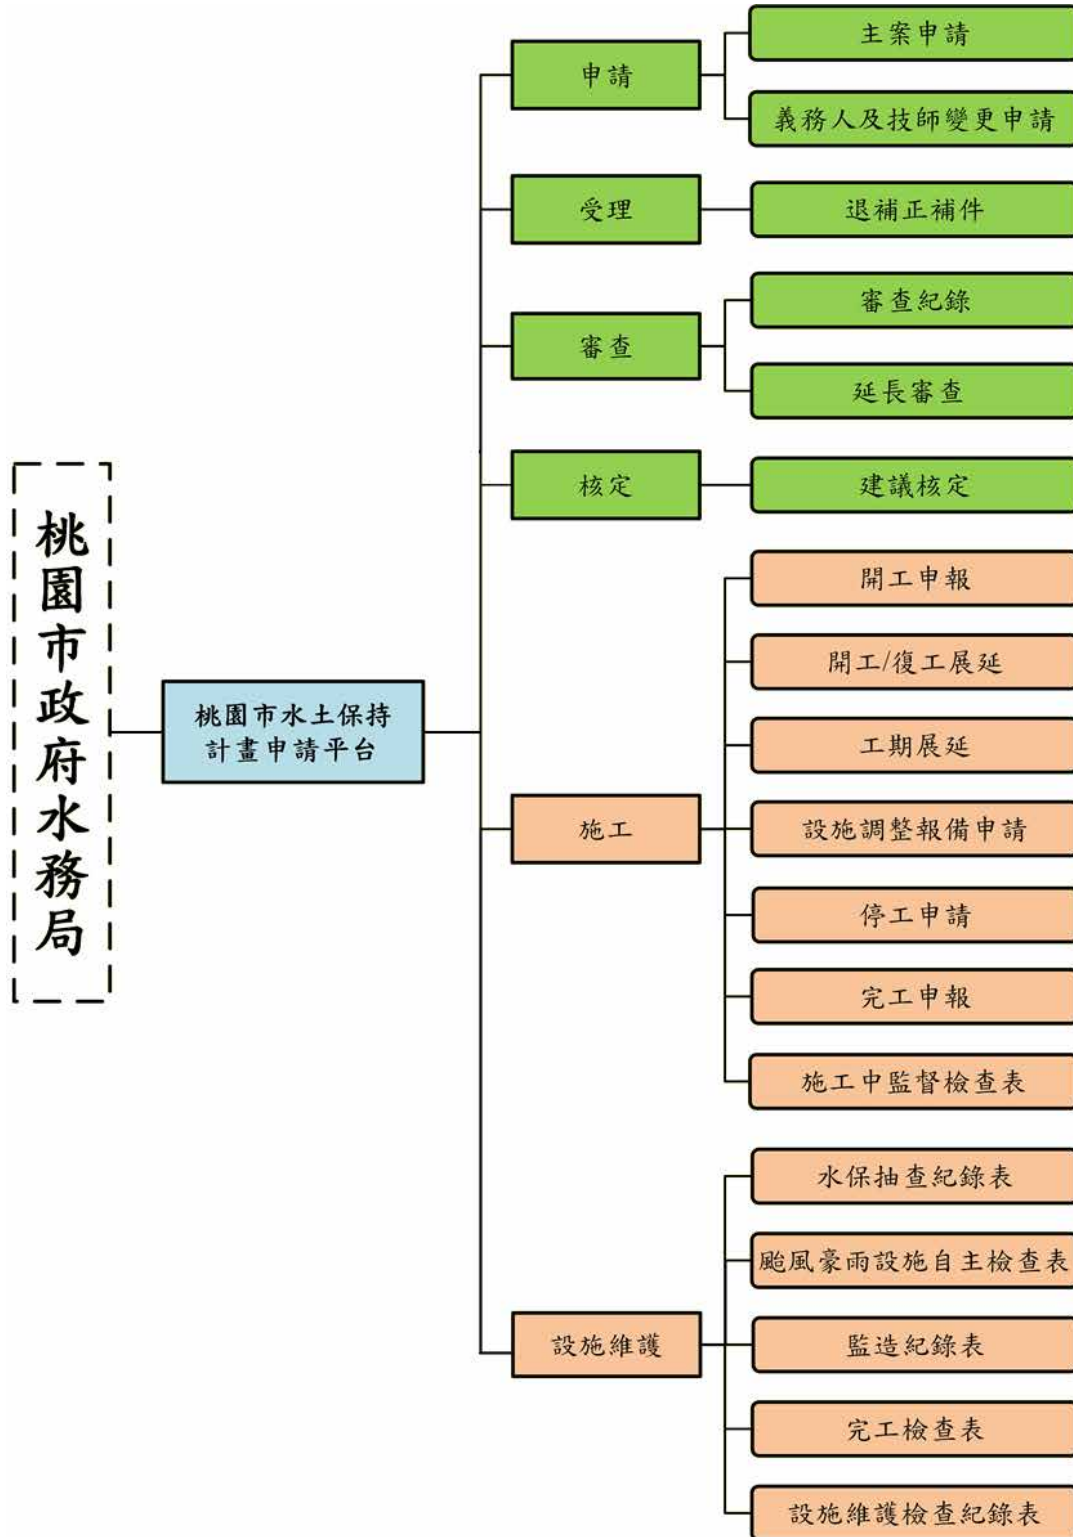 桃園市政府水務局
桃園市水土保持
計畫申請平台
申請
主案申請
義務人及技師變更申請
受理
退補正補件
審查
審查紀錄
延長審查
核定
建議核定
施工
開工申報
開工/復工展延
工期展延
設施調整報備申請
停工申請
完工申報
施工中監督檢查表
設施維護
水保抽查紀錄表
颱風豪雨設施自主檢查表
監造紀錄表
完工檢查表
設施維護檢查紀錄表